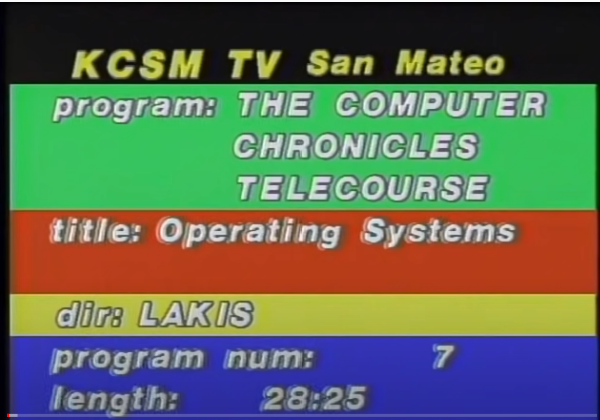 KCSM TV San Mateo
program: THE COMPUTER
CHRONICLES
TELECOURSE
title: Operating Systems
dir: LAKIS
program num: 7
length: 28:25